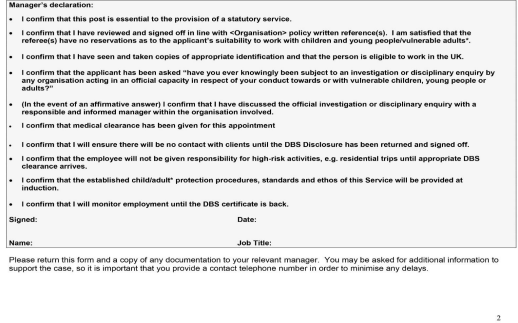 Manager's declaration:
• I confirm that this post is essential to the provision of a statutory service.
• I confirm that I have reviewed and signed off in line with <Organisation> policy written reference(s). I am satisfied that the
referee(s) have no reservations as to the applicant's suitability to work with children and young people/vulnerable adults*.
• I confirm that I have seen and taken copies of appropriate identification and that the person is eligible to work in the UK.
• I confirm that the applicant has been asked "have you ever knowingly been subject to an investigation or disciplinary enquiry by
any organisation acting in an official capacity in respect of your conduct towards or with vulnerable children, young people or
adults?"
• (In the event of an affirmative answer) I confirm that I have discussed the official investigation or disciplinary enquiry with a
responsible and informed manager within the organisation involved.
• I confirm that medical clearance has been given for this appointment
• I confirm that I will ensure there will be no contact with clients until the DBS Disclosure has been returned and signed off.
• I confirm that the employee will not be given responsibility for high-risk activities, e.g. residential trips until appropriate DBS
clearance arrives.
• I confirm that the established child/adult* protection procedures, standards and ethos of this Service will be provided at
induction.
• I confirm that I will monitor employment until the DBS certificate is back.
Signed: Date:
Name: Job Title:
Please return this form and a copy of any documentation to your relevant manager. You may be asked for additional information to
support the case, so it is important that you provide a contact telephone number in order to minimise any delays.
2